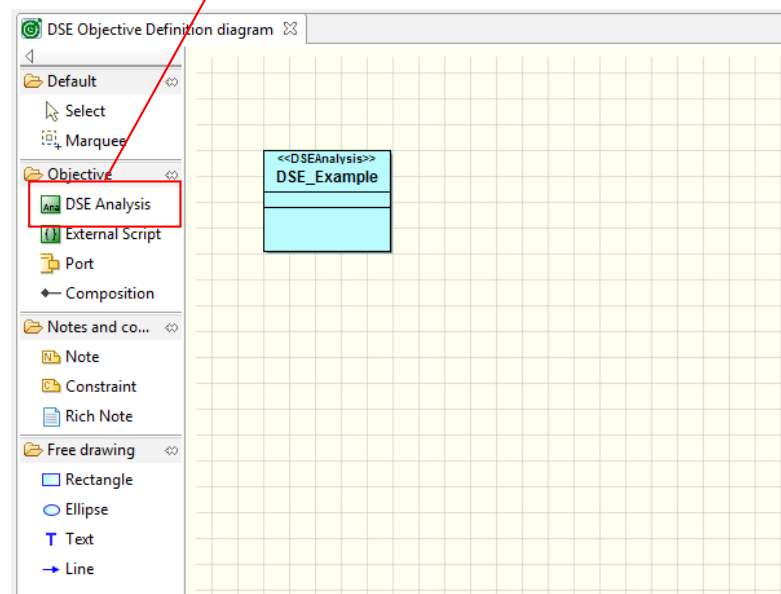 DSE Objective Definition diagram
Default
Select
Marquee
Objective
Ana DSE Analysis
{} External Script
Port
Composition
Notes and co...
N Note
C Constraint
Rich Note
Free drawing
Rectangle
Ellipse
T Text
Line
<<DSEAnalysis>>
DSE_Example